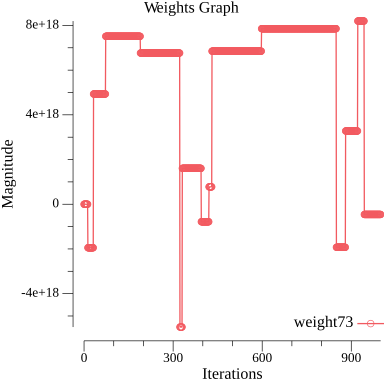 Weights Graph
8e+18
4e+18
0
-4e+18
Magnitude
weight73
0 300 600 900
Iterations